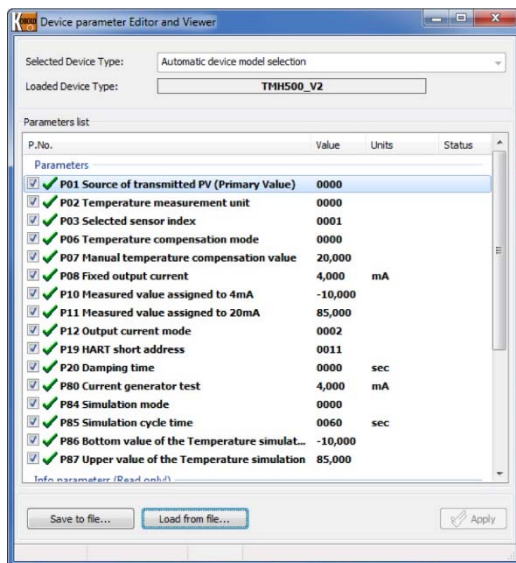 KOBOLD Device parameter Editor and Viewer
Selected Device Type: Automatic device model selection
Loaded Device Type: TMH500_V2
Parameters list
P.No. Value Units Status
Parameters
P01 Source of transmitted PV (Primary Value) 0000
P02 Temperature measurement unit 0000
P03 Selected sensor index 0001
P06 Temperature compensation mode 0000
P07 Manual temperature compensation value 20,000
P08 Fixed output current 4,000 mA
P10 Measured value assigned to 4mA -10,000
P11 Measured value assigned to 20mA 85,000
P12 Output current mode 0002
P19 HART short address 0011
P20 Damping time 0000 sec
P80 Current generator test 4,000 mA
P84 Simulation mode 0000
P85 Simulation cycle time 0060 sec
P86 Bottom value of the Temperature simulat... -10,000
P87 Upper value of the Temperature simulation 85,000
Info parameters (Read only!)
Save to file... Load from file... Apply